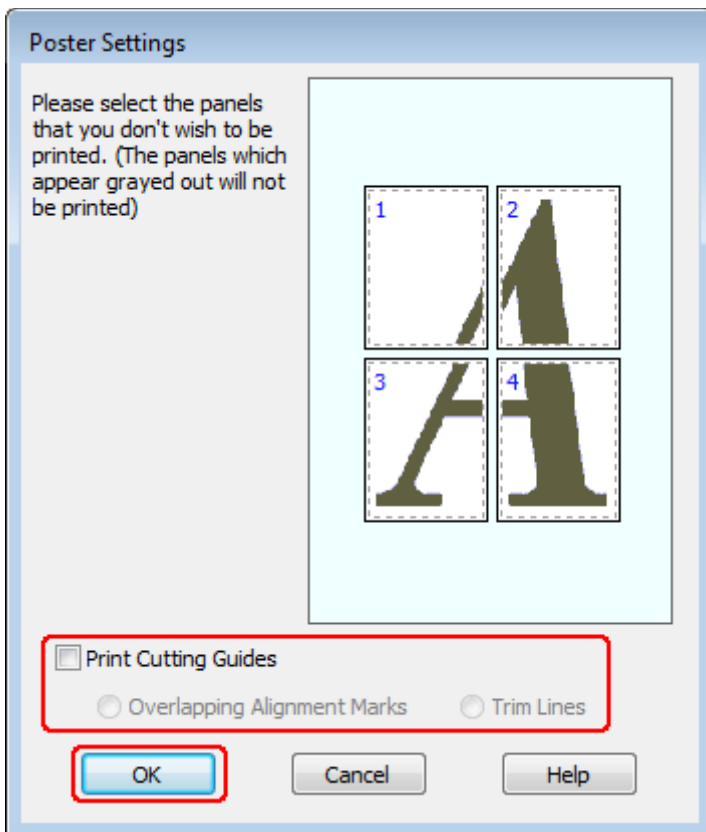 Poster Settings
Please select the panels
that you don't wish to be
printed. (The panels which
appear grayed out will not
be printed)
1
2
3
4
Print Cutting Guides
Overlapping Alignment Marks
Trim Lines
OK
Cancel
Help